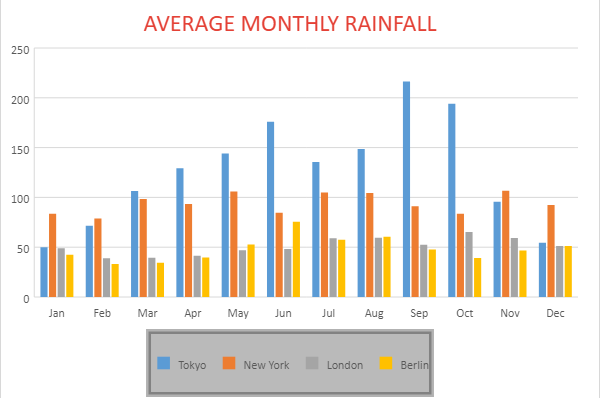 AVERAGE MONTHLY RAINFALL
250
200
150
100
50
0
Jan Feb Mar Apr May Jun Jul Aug Sep Oct Nov Dec
Tokyo New York London Berlin